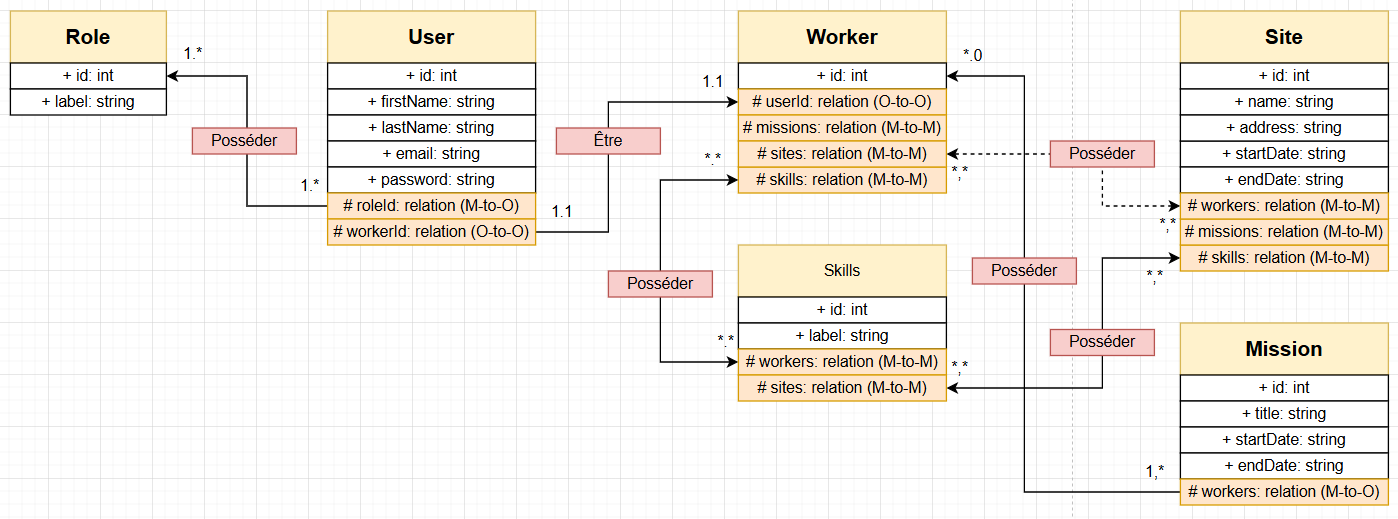 Role
+ id: int
+ label: string
1.*
Posséder
1.*
User
+ id: int
+ firstName: string
+ lastName: string
+ email: string
+ password: string
# roleId: relation (M-to-O)
# workerId: relation (O-to-O)
1.1
Être
1.1
Worker
+ id: int
# userId: relation (O-to-O)
# missions: relation (M-to-M)
# sites: relation (M-to-M)
# skills: relation (M-to-M)
*.*
Posséder
*.*
Skills
+ id: int
+ label: string
# workers: relation (M-to-M)
# sites: relation (M-to-M)
*.0
Posséder
1,*
*,*
Posséder
*,*
*,*
Posséder
*,*
Site
+ id: int
+ name: string
+ address: string
+ startDate: string
+ endDate: string
# workers: relation (M-to-M)
# missions: relation (M-to-M)
# skills: relation (M-to-M)
Mission
+ id: int
+ title: string
+ startDate: string
+ endDate: string
# workers: relation (M-to-O)